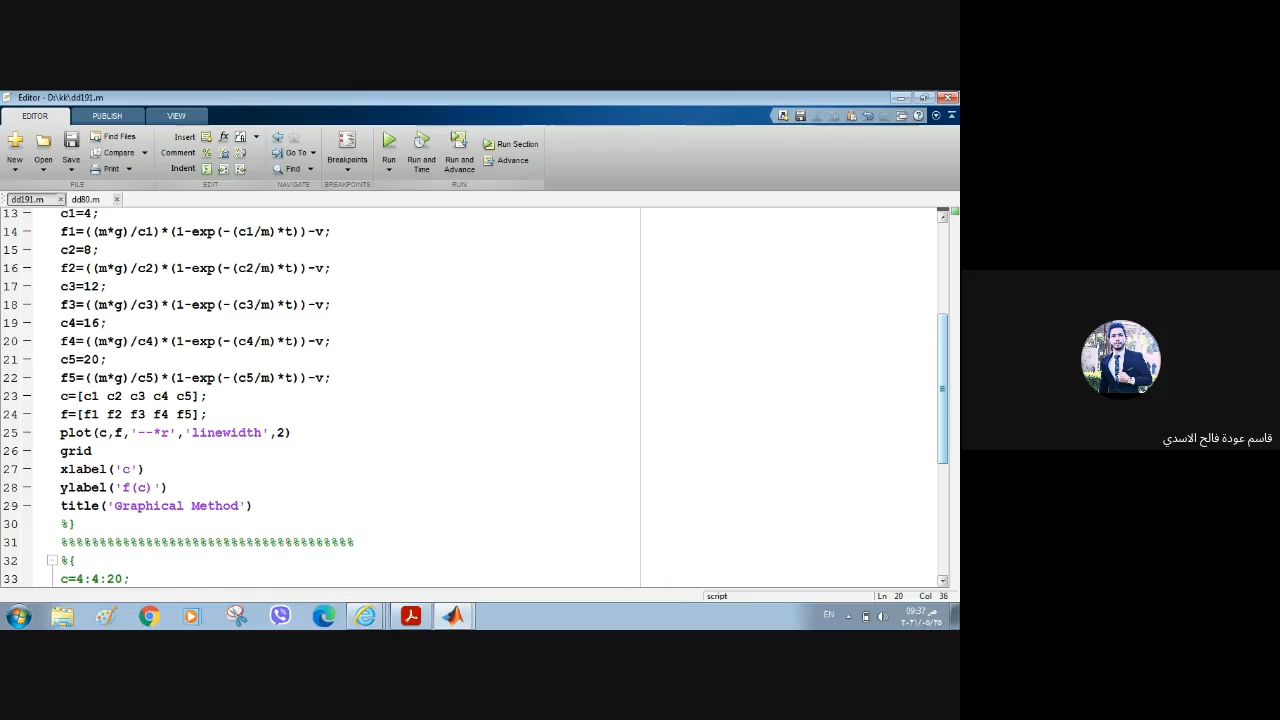 Editor - D:\kk\dd191.m
EDITOR PUBLISH VIEW
New Open Save Find Files Compare Print
Insert Comment Indent
Go To Find
Breakpoints
Run Run and Time Run and Advance Run Section Advance
FILE EDIT NAVIGATE BREAKPOINTS RUN
dd191.m dd80.m
13 c1=4;
14 f1=((m*g)/c1)*(1-exp(-(c1/m)*t))-v;
15 c2=8;
16 f2=((m*g)/c2)*(1-exp(-(c2/m)*t))-v;
17 c3=12;
18 f3=((m*g)/c3)*(1-exp(-(c3/m)*t))-v;
19 c4=16;
20 f4=((m*g)/c4)*(1-exp(-(c4/m)*t))-v;
21 c5=20;
22 f5=((m*g)/c5)*(1-exp(-(c5/m)*t))-v;
23 c=[c1 c2 c3 c4 c5];
24 f=[f1 f2 f3 f4 f5];
25 plot(c,f,'--*r','linewidth',2)
26 grid
27 xlabel('c')
28 ylabel('f(c)')
29 title('Graphical Method')
30 %}
31 %%%%%%%%%%%%%%%%%%%%%%%%%%%%%%%%%%%%%%
32 %{
33 c=4:4:20;
script Ln 20 Col 36
EN
09:37 ص
٢٠٢١/٠٥/٢٥
قاسم عودة فالح الاسدي